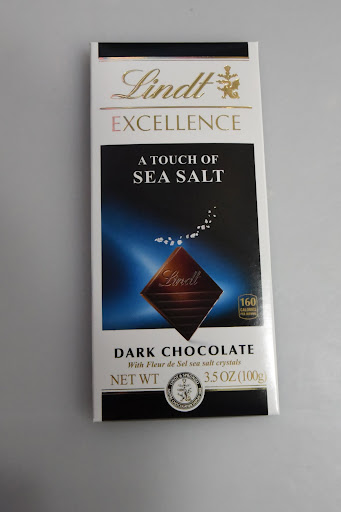 Lindt
EXCELLENCE
A TOUCH OF
SEA SALT
Lindt
160
CALORIES
DARK CHOCOLATE
With Fleur de Sel sea salt crystals
NET WT 3.5 OZ (100g)